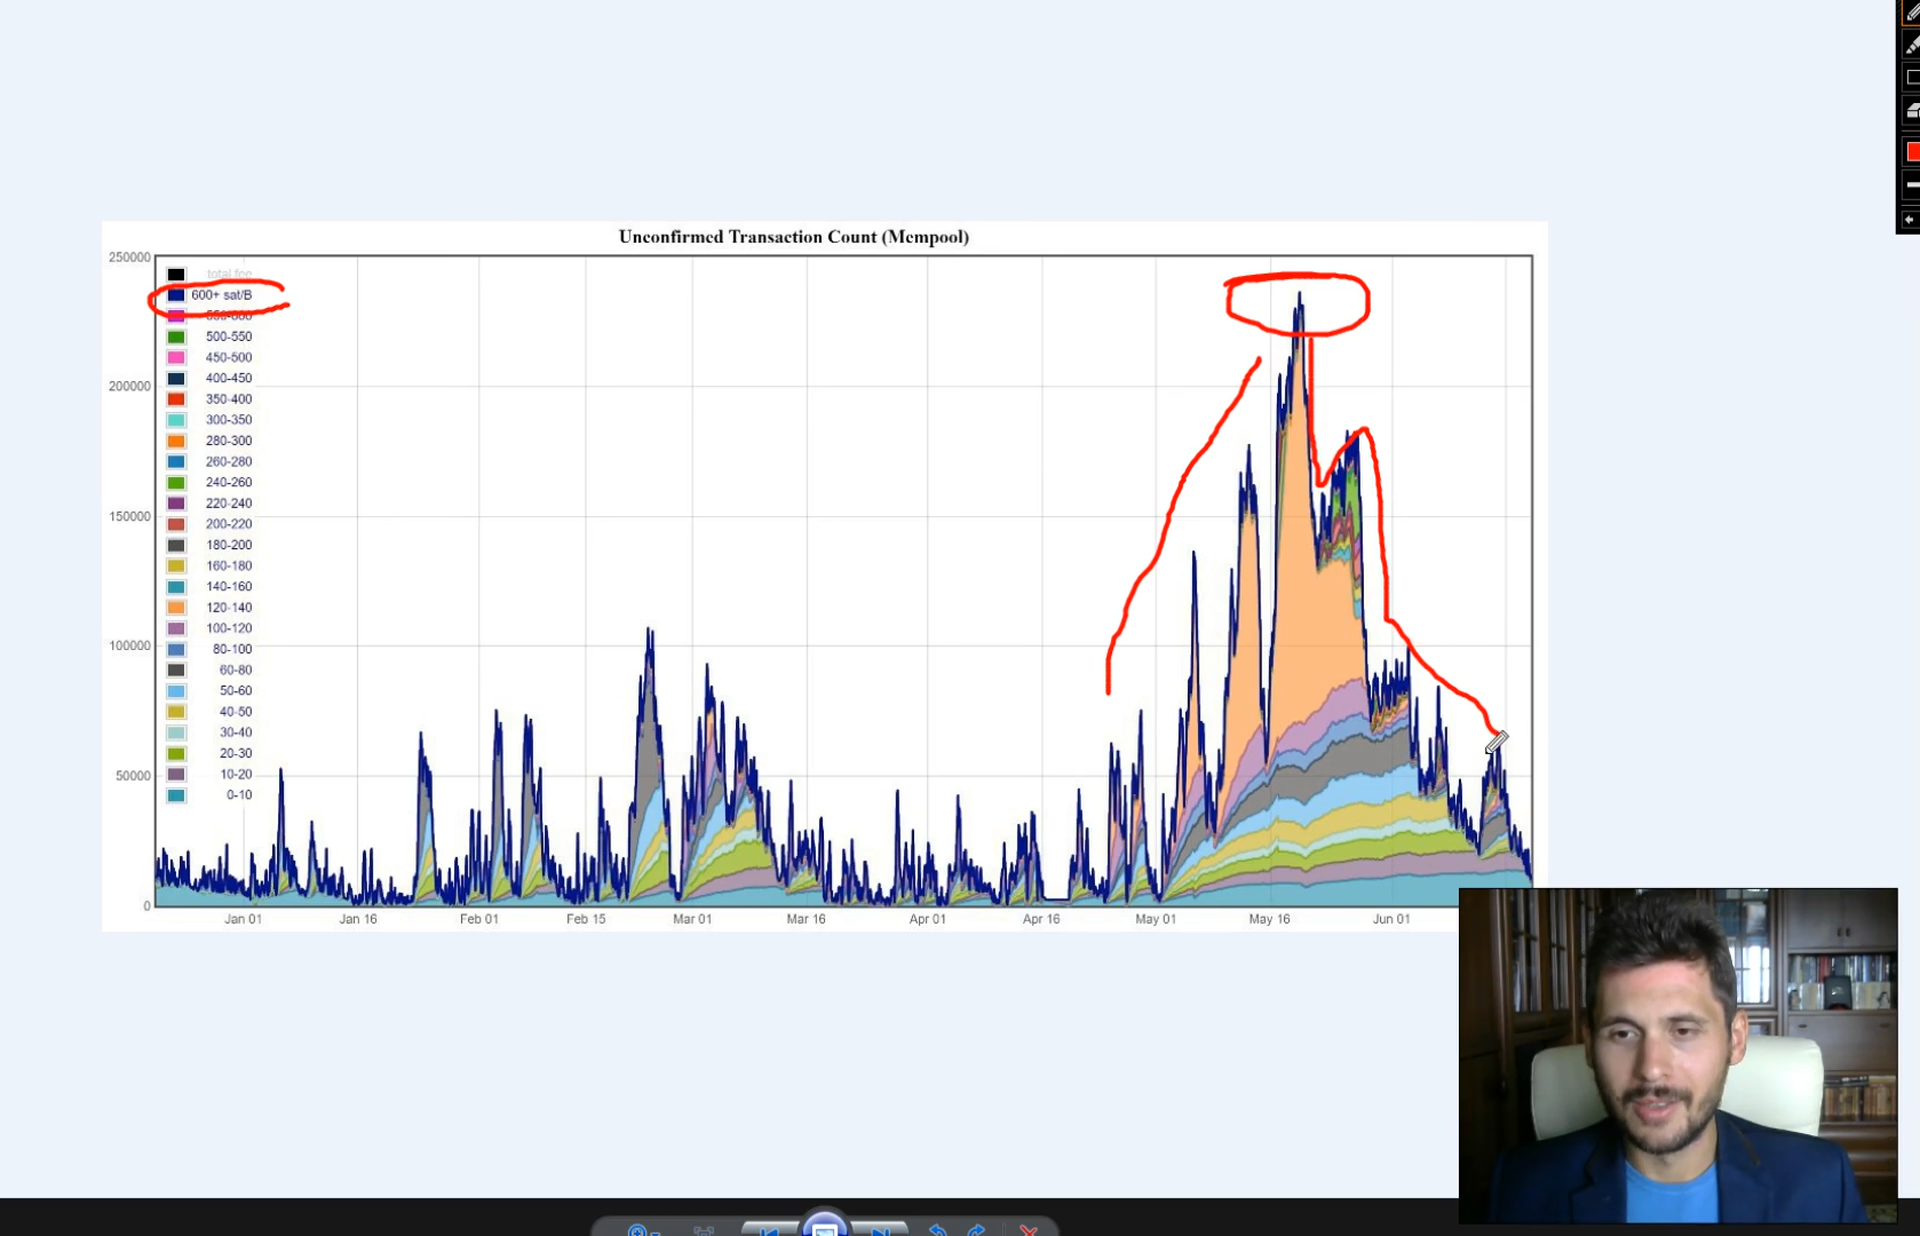 Unconfirmed Transaction Count (Mempool)
250000
200000
150000
100000
50000
0
total fee
600+ sat/B
550-600
500-550
450-500
400-450
350-400
300-350
280-300
260-280
240-260
220-240
200-220
180-200
160-180
140-160
120-140
100-120
80-100
60-80
50-60
40-50
30-40
20-30
10-20
0-10
Jan 01
Jan 16
Feb 01
Feb 15
Mar 01
Mar 16
Apr 01
Apr 16
May 01
May 16
Jun 01